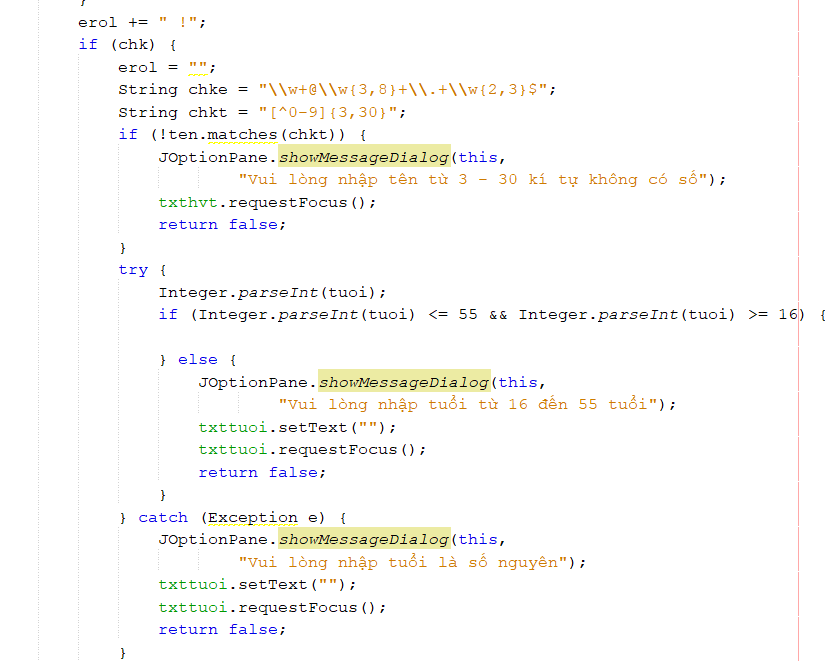 }
erol += " !";
if (chk) {
erol = "";
String chke = "\\w+@\\w{3,8}+\\.+\\w{2,3}$";
String chkt = "[^0-9]{3,30}";
if (!ten.matches(chkt)) {
JOptionPane.showMessageDialog(this,
"Vui lòng nhập tên từ 3 - 30 kí tự không có số");
txthvt.requestFocus();
return false;
}
try {
Integer.parseInt(tuoi);
if (Integer.parseInt(tuoi) <= 55 && Integer.parseInt(tuoi) >= 16) {
} else {
JOptionPane.showMessageDialog(this,
"Vui lòng nhập tuổi từ 16 đến 55 tuổi");
txttuoi.setText("");
txttuoi.requestFocus();
return false;
}
} catch (Exception e) {
JOptionPane.showMessageDialog(this,
"Vui lòng nhập tuổi là số nguyên");
txttuoi.setText("");
txttuoi.requestFocus();
return false;
}